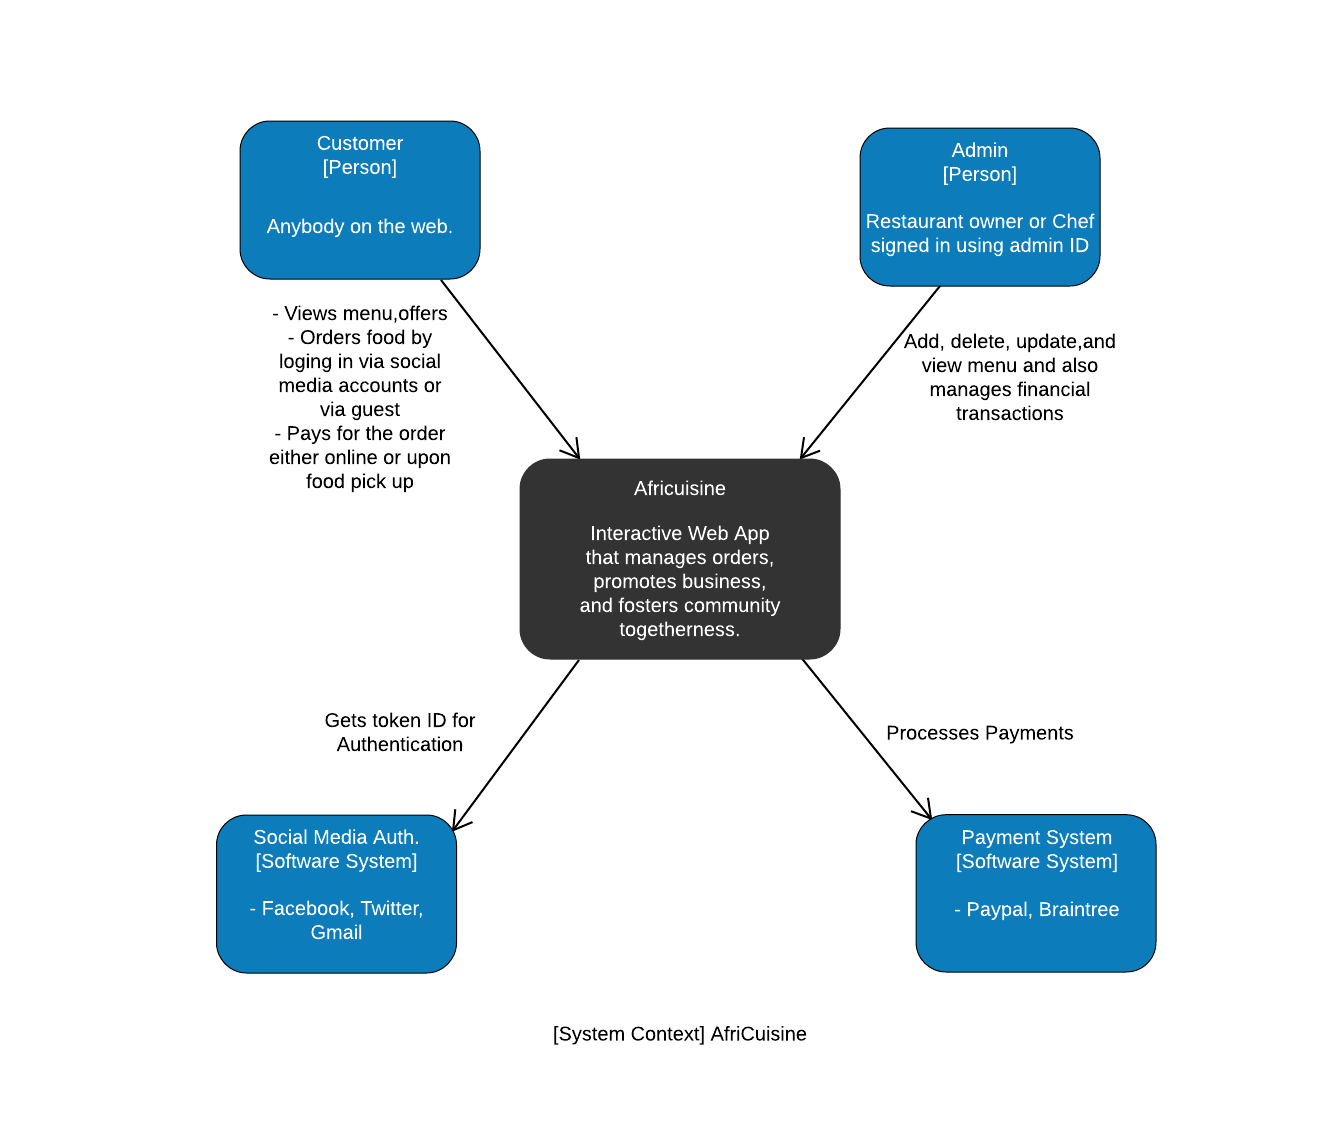 Customer
[Person]
Anybody on the web.
Admin
[Person]
Restaurant owner or Chef
signed in using admin ID
- Views menu,offers
- Orders food by
loging in via social
media accounts or
via guest
- Pays for the order
either online or upon
food pick up
Add, delete, update,and
view menu and also
manages financial
transactions
Africuisine
Interactive Web App
that manages orders,
promotes business,
and fosters community
togetherness.
Gets token ID for
Authentication
Processes Payments
Social Media Auth.
[Software System]
- Facebook, Twitter,
Gmail
Payment System
[Software System]
- Paypal, Braintree
[System Context] AfriCuisine